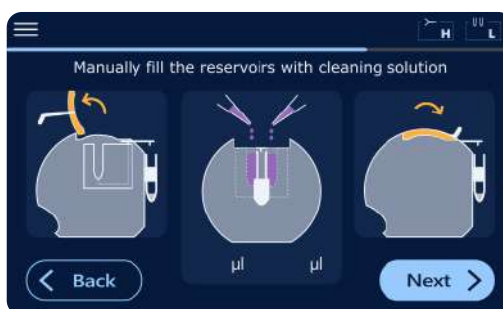 H
L
Manually fill the reservoirs with cleaning solution
µl µl
Back Next